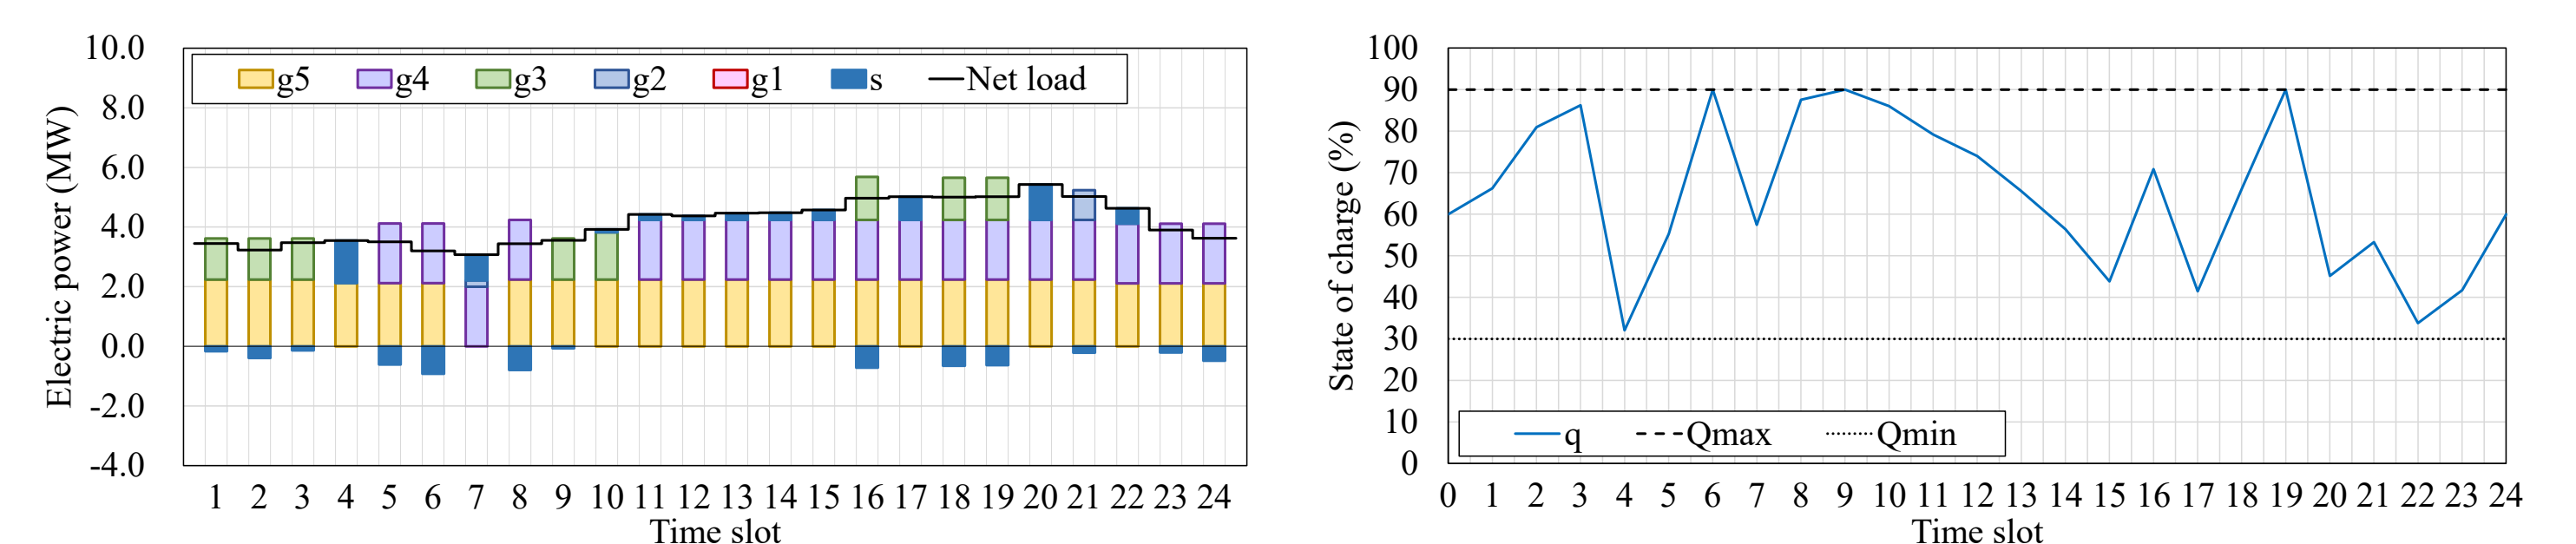 Electric power (MW)
10.0
8.0
6.0
4.0
2.0
0.0
-2.0
-4.0
g5 g4 g3 g2 g1 s Net load
1 2 3 4 5 6 7 8 9 10 11 12 13 14 15 16 17 18 19 20 21 22 23 24
Time slot
State of charge (%)
100
90
80
70
60
50
40
30
20
10
0
q Qmax Qmin
0 1 2 3 4 5 6 7 8 9 10 11 12 13 14 15 16 17 18 19 20 21 22 23 24
Time slot